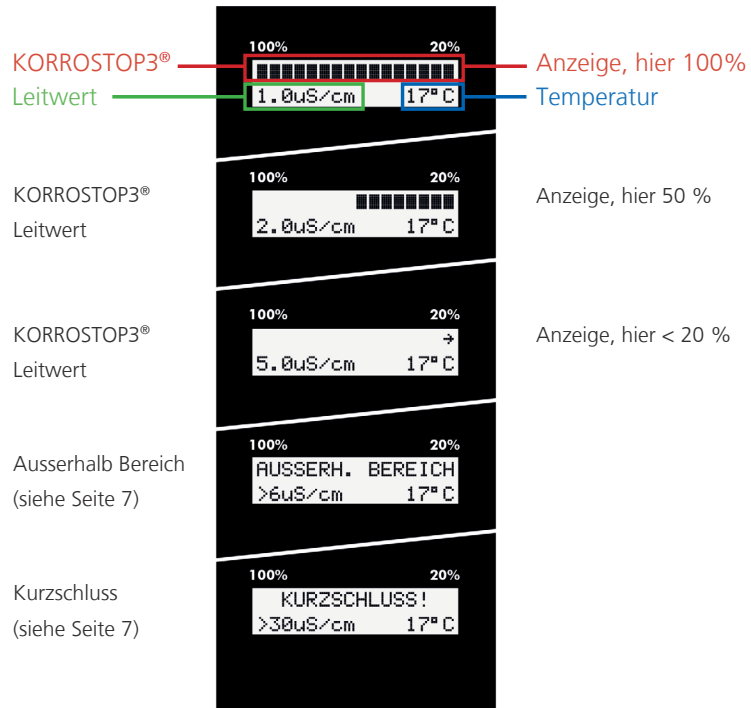 100% 20%
KORROSTOP3® Anzeige, hier 100%
Leitwert 1.0uS/cm 17°C Temperatur
100% 20%
KORROSTOP3® Anzeige, hier 50 %
Leitwert 2.0uS/cm 17°C
100% 20%
KORROSTOP3® → Anzeige, hier < 20 %
Leitwert 5.0uS/cm 17°C
100% 20%
Ausserhalb Bereich AUSSERH. BEREICH
(siehe Seite 7) >6uS/cm 17°C
100% 20%
Kurzschluss KURZSCHLUSS!
(siehe Seite 7) >30uS/cm 17°C